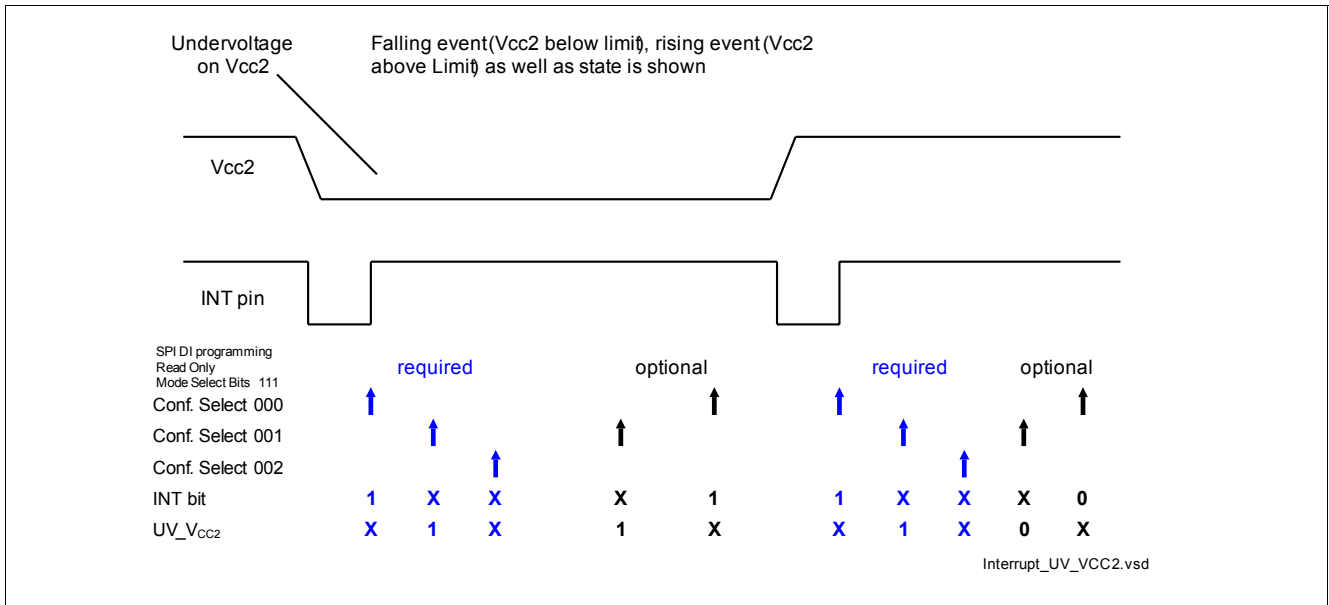 Undervoltage
on Vcc2
Falling event (Vcc2 below limit), rising event (Vcc2
above Limit) as well as state is shown
Vcc2
INT pin
SPI DI programming
Read Only
Mode Select Bits 111
required optional required optional
Conf. Select 000
Conf. Select 001
Conf. Select 002
INT bit 1 X X X 1 1 X X X 0
UV_VCC2 X 1 X 1 X X 1 X 0 X
Interrupt_UV_VCC2.vsd